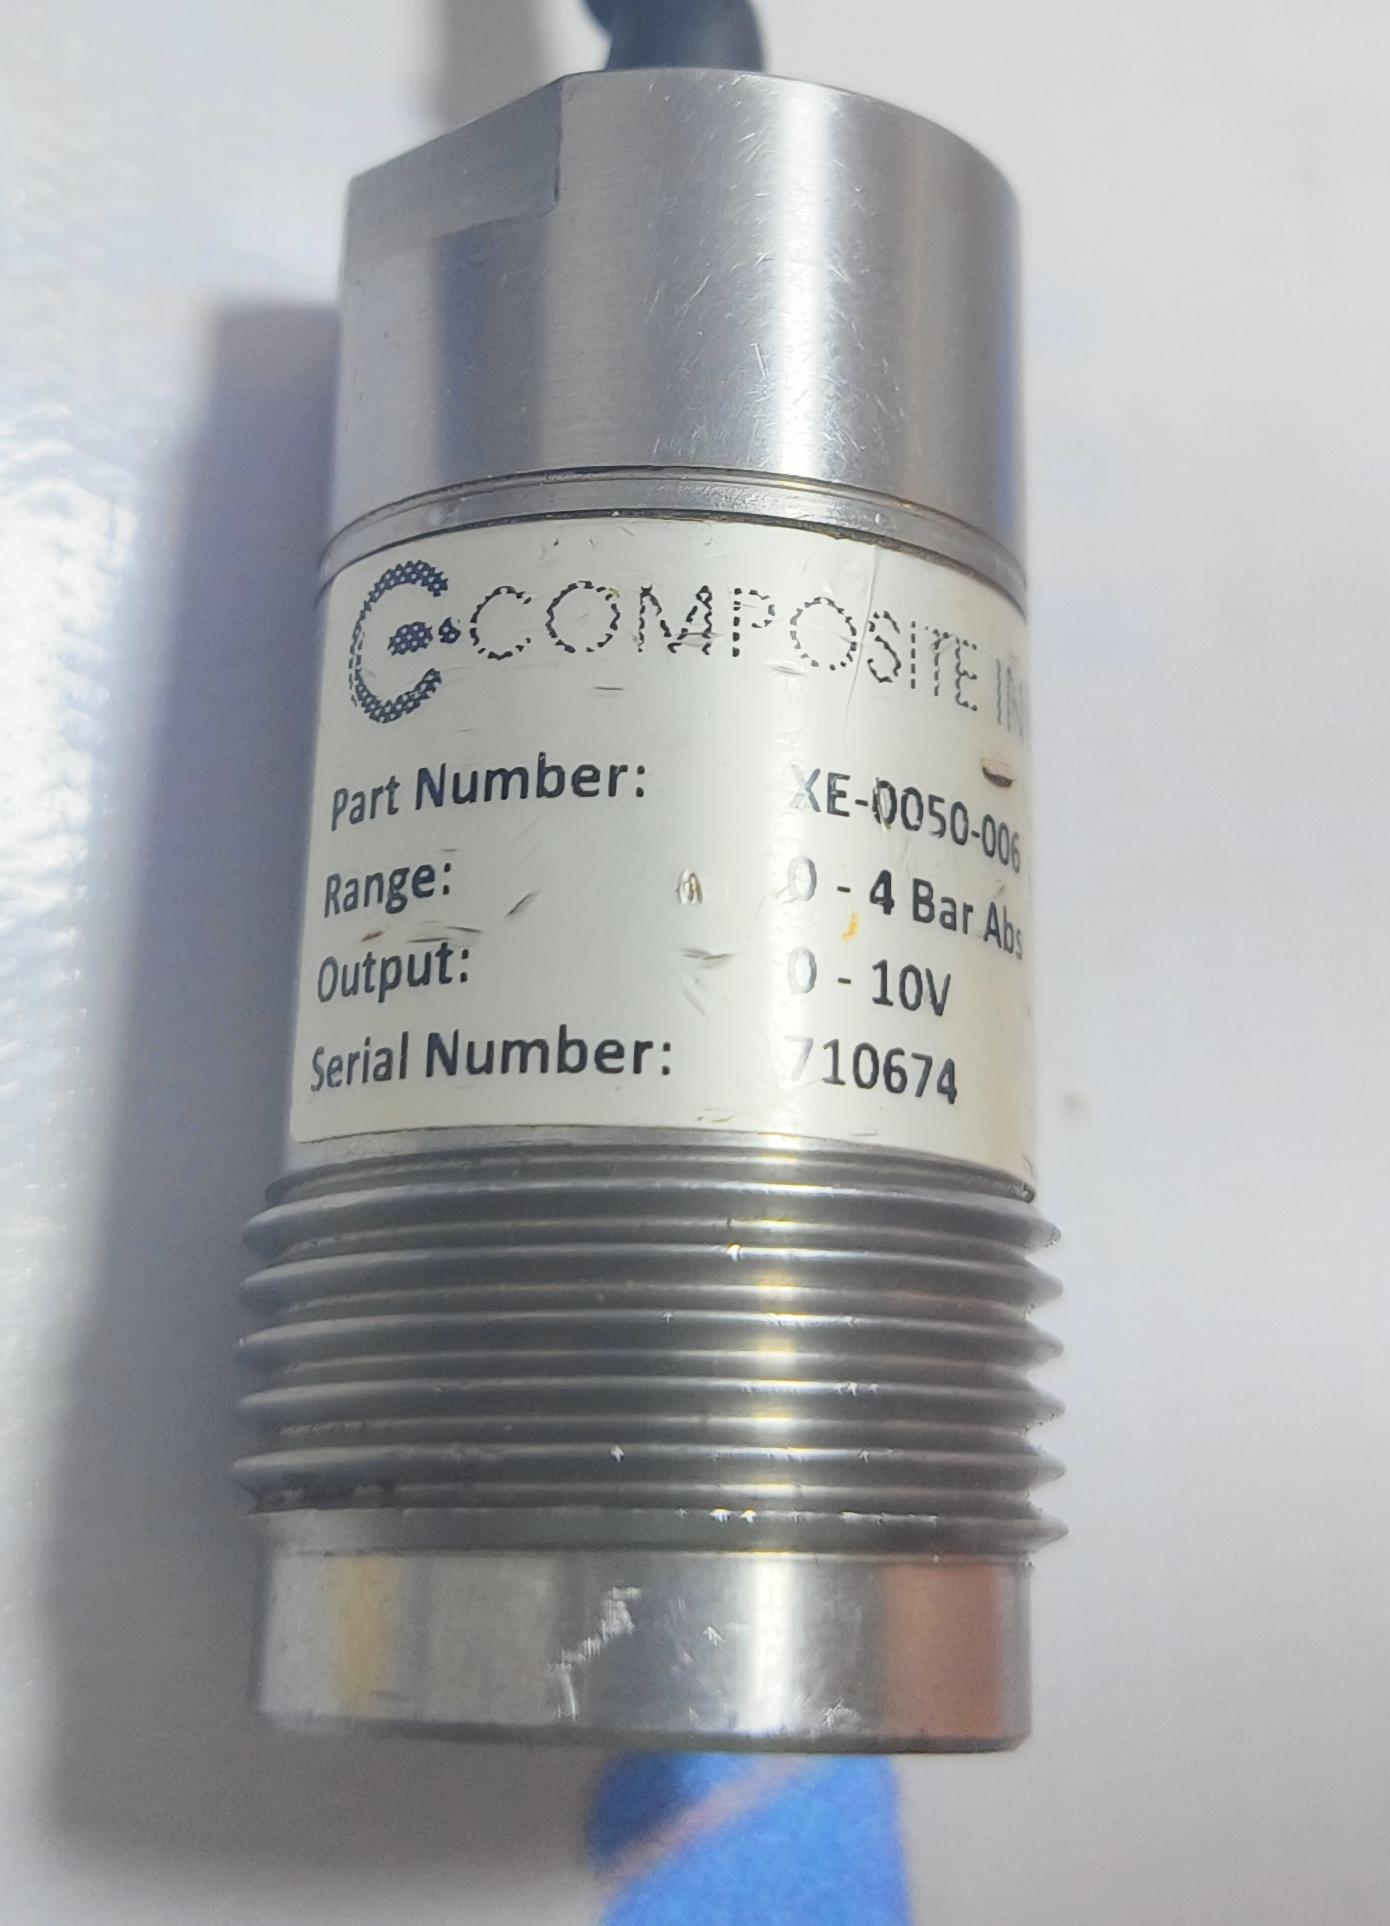 COMPOSITE IN
Part Number: XE-0050-006
Range: 0 - 4 Bar Abs
Output: 0 - 10V
Serial Number: 710674